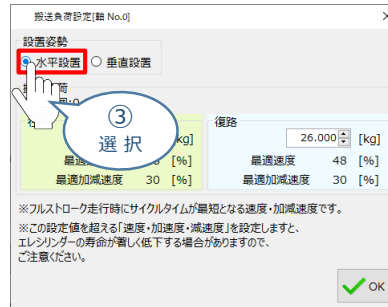 搬送負荷設定[軸 No.0]
設置姿勢
水平設置 垂直設置
③
選 択
復路
[kg] 26.000 [kg]
[%] 最適速度 48 [%]
最適加減速度 30 [%] 最適加減速度 30 [%]
※フルストローク走行時にサイクルタイムが最短となる速度・加減速度です。
※この設定値を超える「速度・加速度・減速度」を設定しますと、
エレシリンダーの寿命が著しく低下する場合がありますので、
ご注意ください。
OK